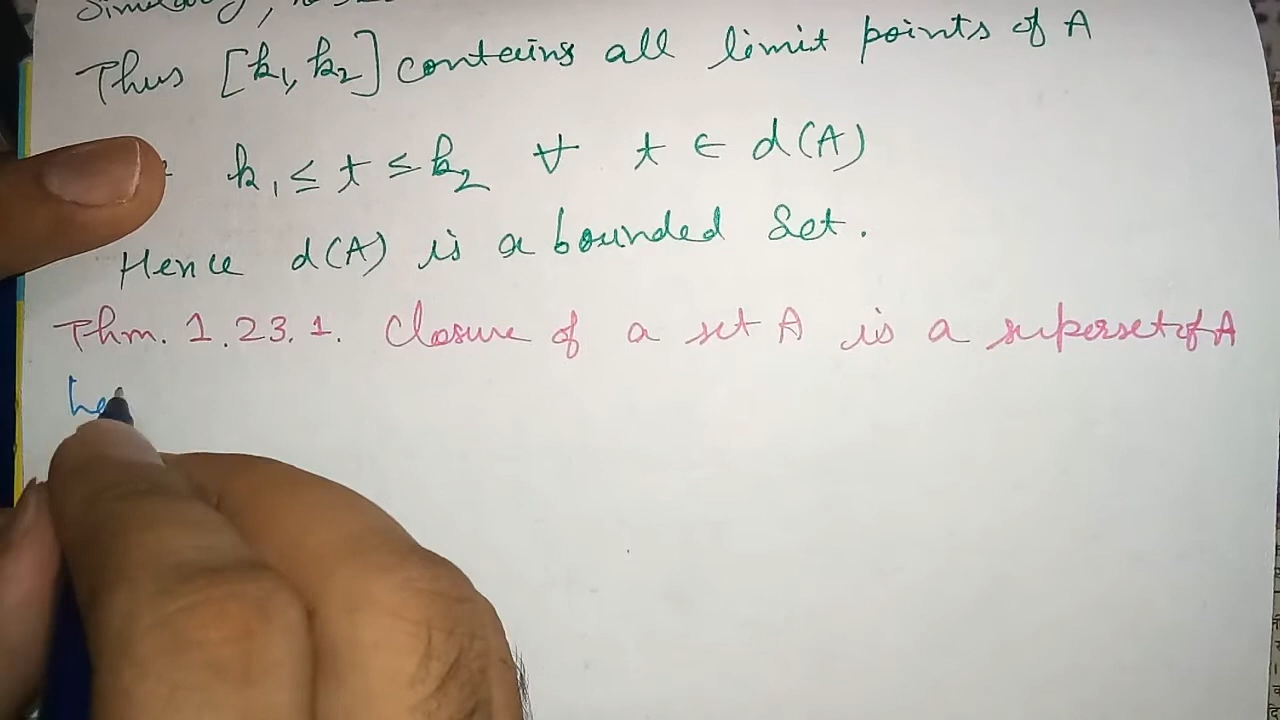 Thus [k₁, k₂] contains all limit points of A
k₁ ≤ t ≤ k₂ ∀ t ∈ d(A)
Hence d(A) is a bounded set.
Thm. 1.23.1. Closure of a set A is a superset of A